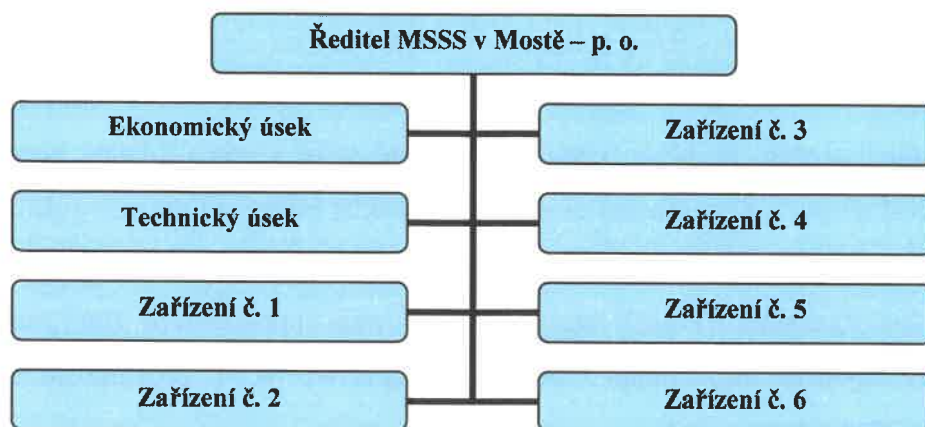 Ředitel MSSS v Mostě – p. o.
Ekonomický úsek
Technický úsek
Zařízení č. 1
Zařízení č. 2
Zařízení č. 3
Zařízení č. 4
Zařízení č. 5
Zařízení č. 6